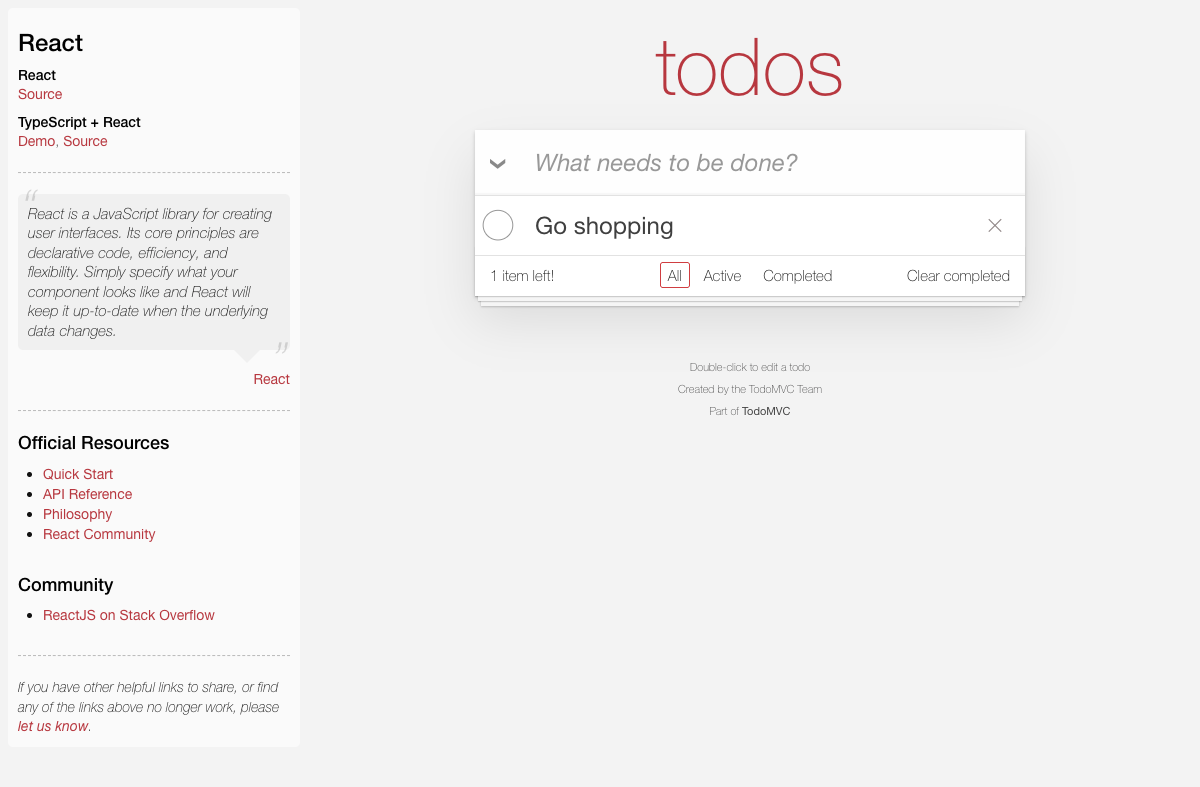 React
React
Source
TypeScript + React
Demo, Source
“
React is a JavaScript library for creating
user interfaces. Its core principles are
declarative code, efficiency, and
flexibility. Simply specify what your
component looks like and React will
keep it up-to-date when the underlying
data changes.
”
React
Official Resources
Quick Start
API Reference
Philosophy
React Community
Community
ReactJS on Stack Overflow
If you have other helpful links to share, or find
any of the links above no longer work, please
let us know.
todos
What needs to be done?
Go shopping
1 item left!
All
Active
Completed
Clear completed
Double-click to edit a todo
Created by the TodoMVC Team
Part of TodoMVC